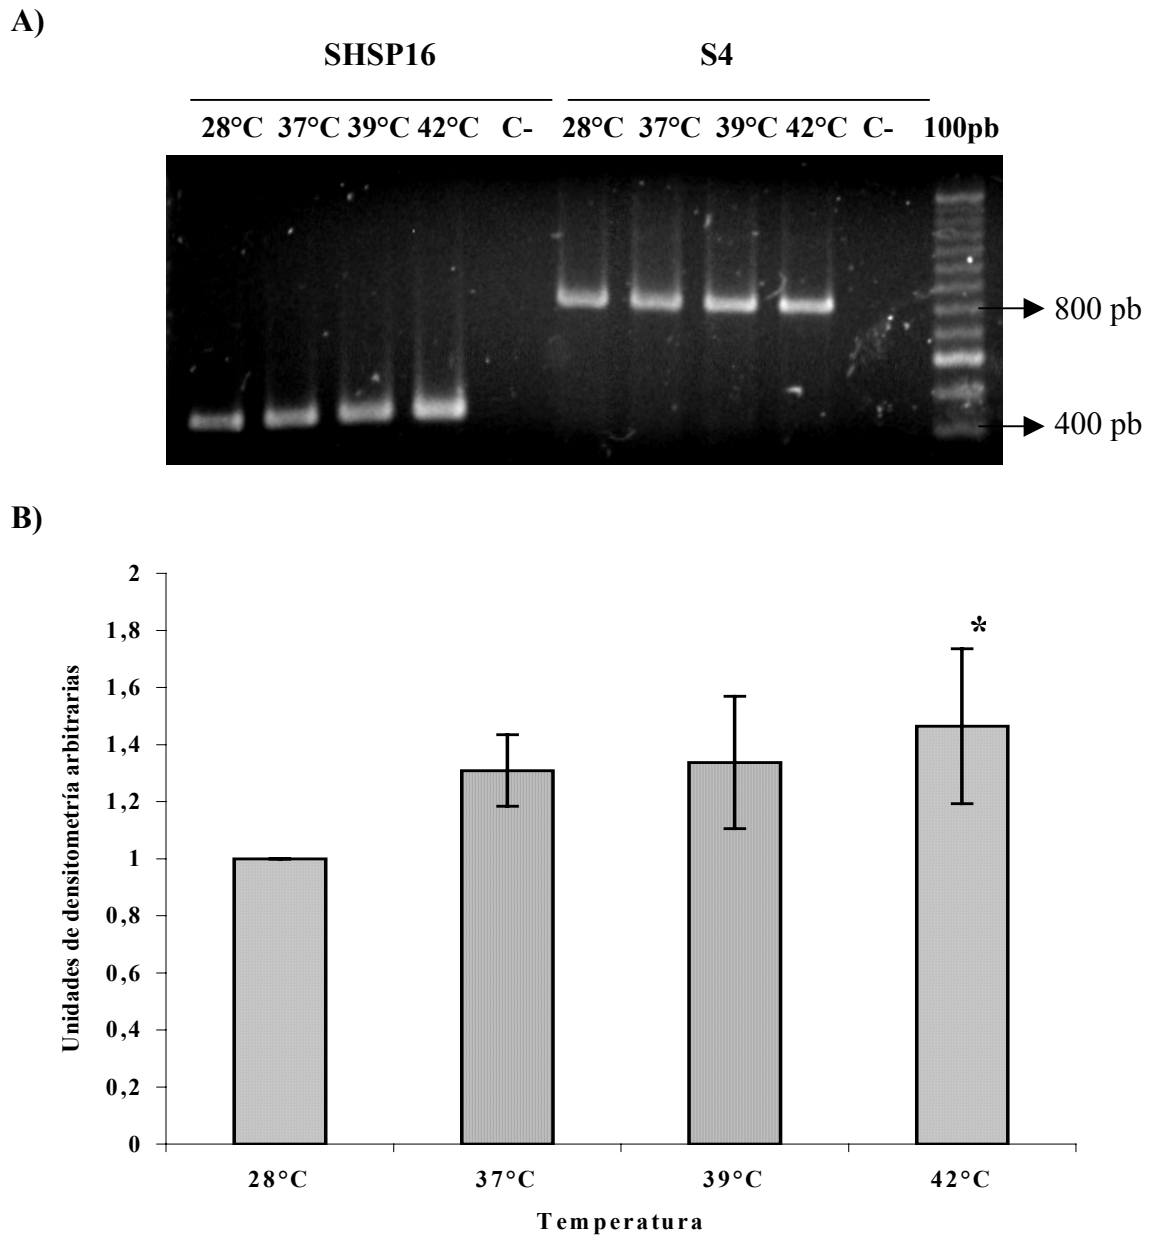 A)
SHSP16 S4
28°C 37°C 39°C 42°C C- 28°C 37°C 39°C 42°C C- 100pb
800 pb
400 pb
B)
2
1,8
*
1,6
1,4
1,2
1
0,8
0,6
0,4
0,2
0
Unidades de densitometría arbitrarias
28°C 37°C 39°C 42°C
Temperatura